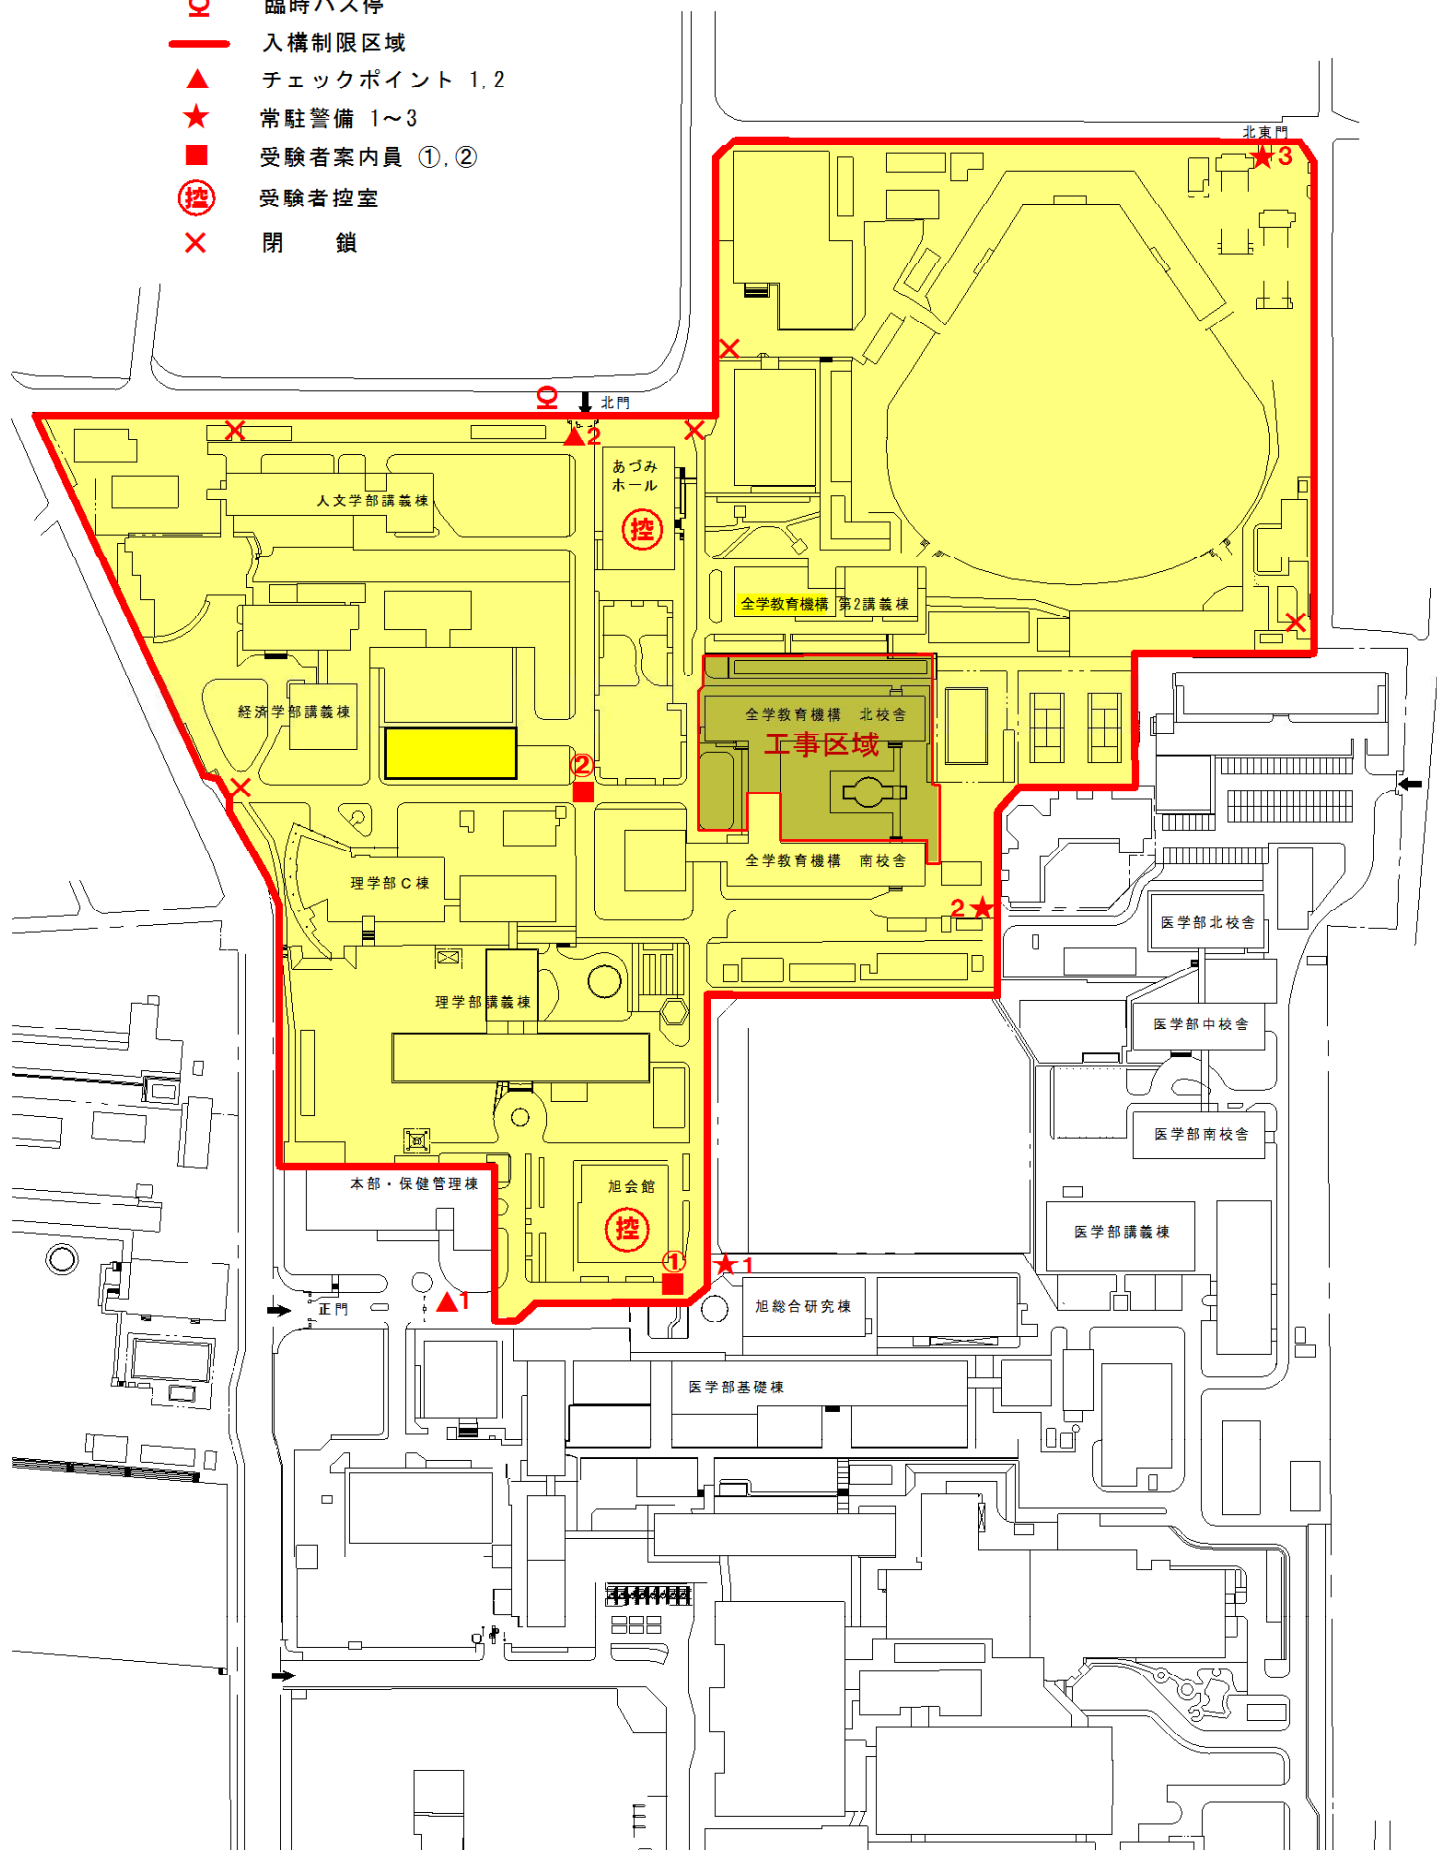 臨時バス停
入構制限区域
チェックポイント 1,2
常駐警備 1～3
受験者案内員 ①,②
控 受験者控室
閉 鎖
北東門
3
北門
2
あづみ
ホール
控
人文学部講義棟
全学教育機構 第2講義棟
経済学部講義棟
全学教育機構 北校舎
工事区域
②
全学教育機構 南校舎
理学部C棟
2
医学部北校舎
理学部講義棟
医学部中校舎
医学部南校舎
本部・保健管理棟
旭会館
控
医学部講義棟
①
1
1
正門
旭総合研究棟
医学部基礎棟